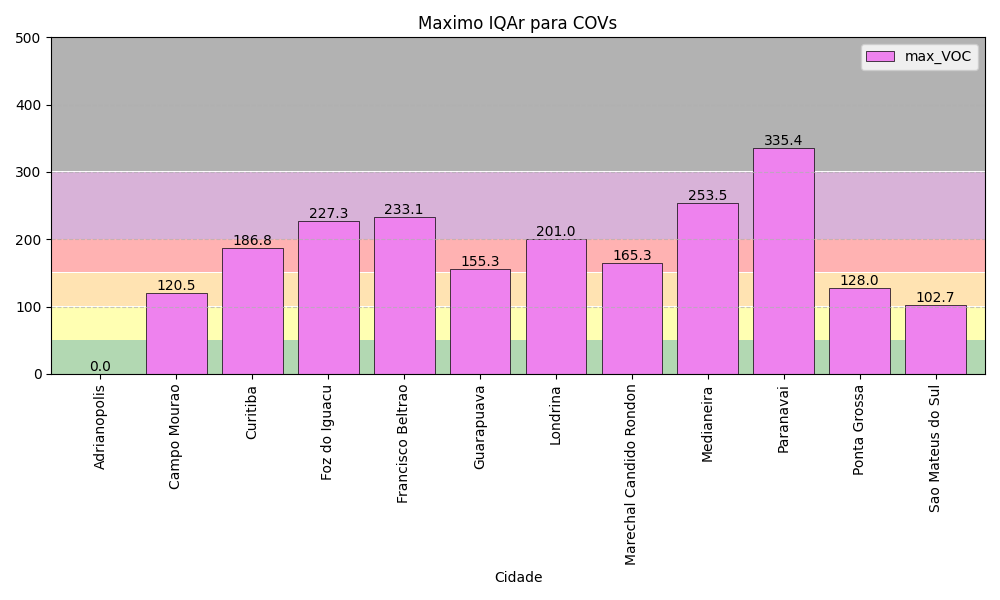 Maximo IQAr para COVs
max_VOC
500
400
300
200
100
0
0.0
120.5
186.8
227.3
233.1
155.3
201.0
165.3
253.5
335.4
128.0
102.7
Adrianopolis
Campo Mourao
Curitiba
Foz do Iguacu
Francisco Beltrao
Guarapuava
Londrina
Marechal Candido Rondon
Medianeira
Paranavai
Ponta Grossa
Sao Mateus do Sul
Cidade